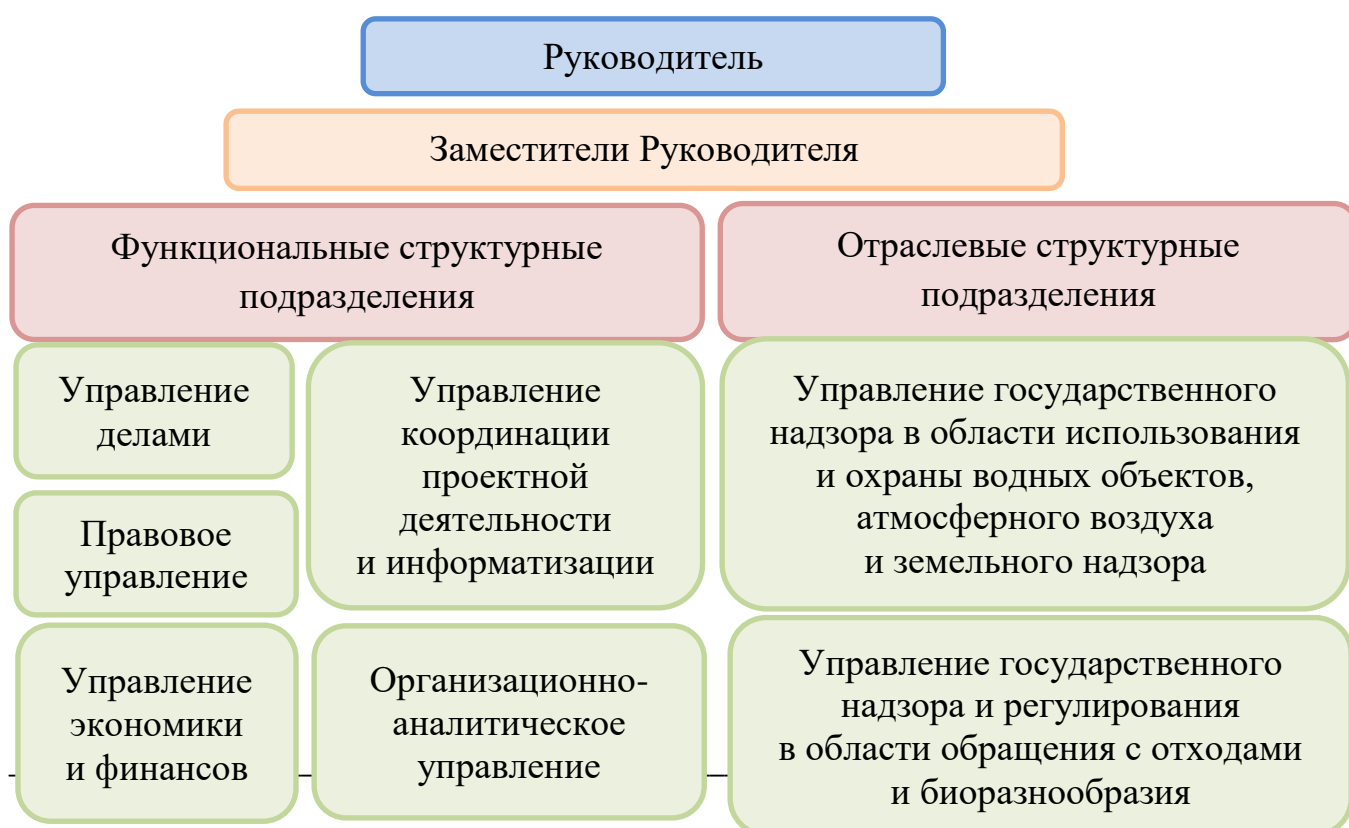 Руководитель
Заместители Руководителя
Функциональные структурные
подразделения
Отраслевые структурные
подразделения
Управление
делами
Правовое
управление
Управление
экономики
и финансов
Управление
координации
проектной
деятельности
и информатизации
Организационно-
аналитическое
управление
Управление государственного
надзора в области использования
и охраны водных объектов,
атмосферного воздуха
и земельного надзора
Управление государственного
надзора и регулирования
в области обращения с отходами
и биоразнообразия